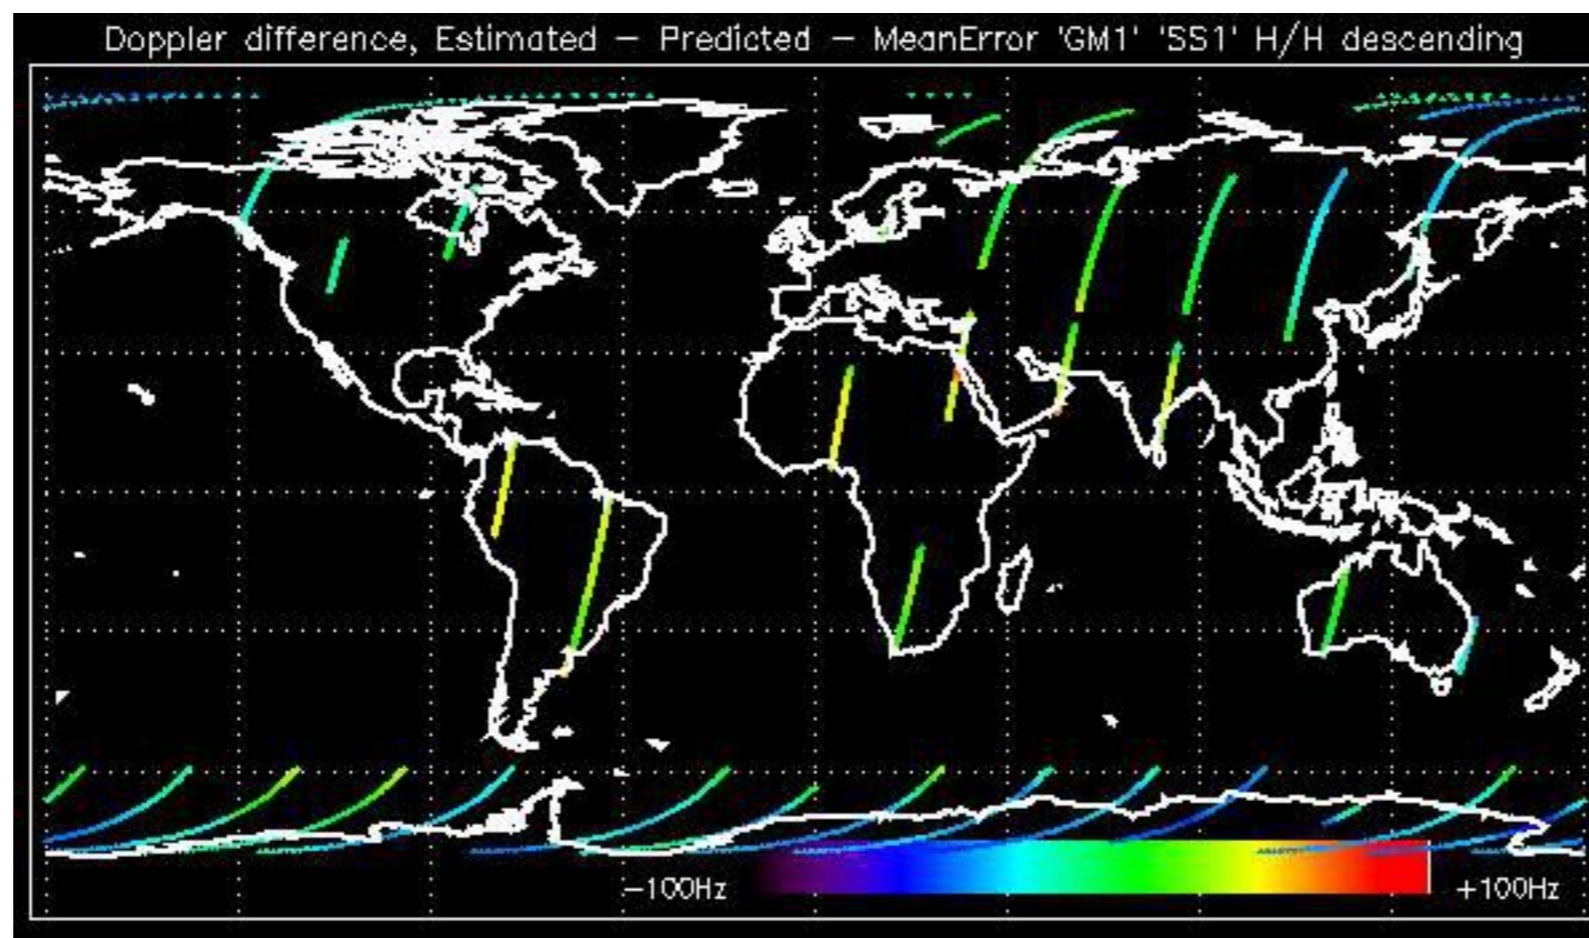 Doppler difference, Estimated − Predicted − MeanError 'GM1' 'SS1' H/H descending
−100Hz +100Hz